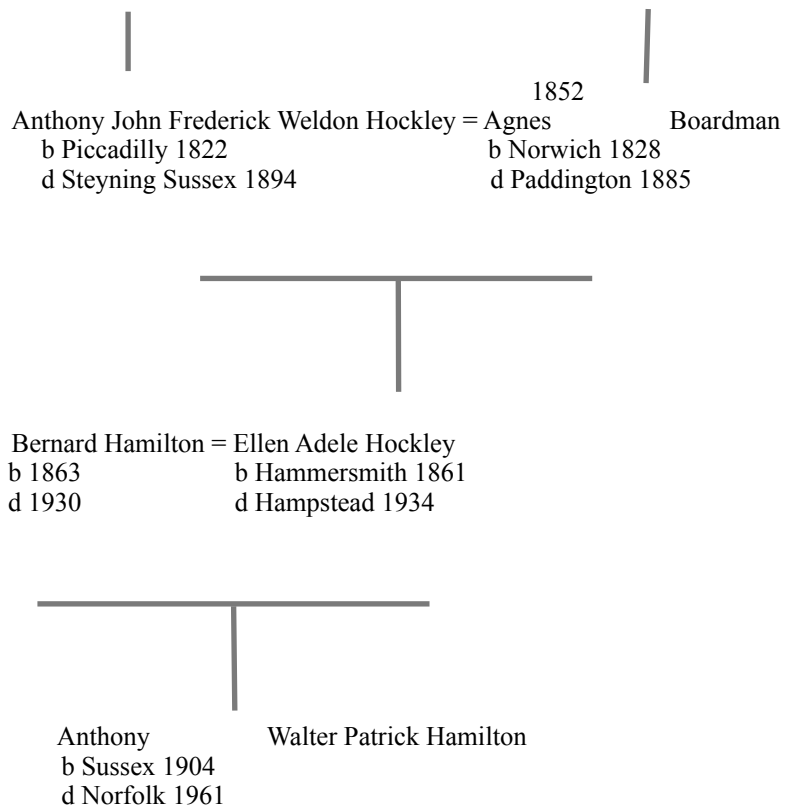 1852
Anthony John Frederick Weldon Hockley = Agnes Boardman
b Piccadilly 1822 b Norwich 1828
d Steyning Sussex 1894 d Paddington 1885
Bernard Hamilton = Ellen Adele Hockley
b 1863 b Hammersmith 1861
d 1930 d Hampstead 1934
Anthony Walter Patrick Hamilton
b Sussex 1904
d Norfolk 1961